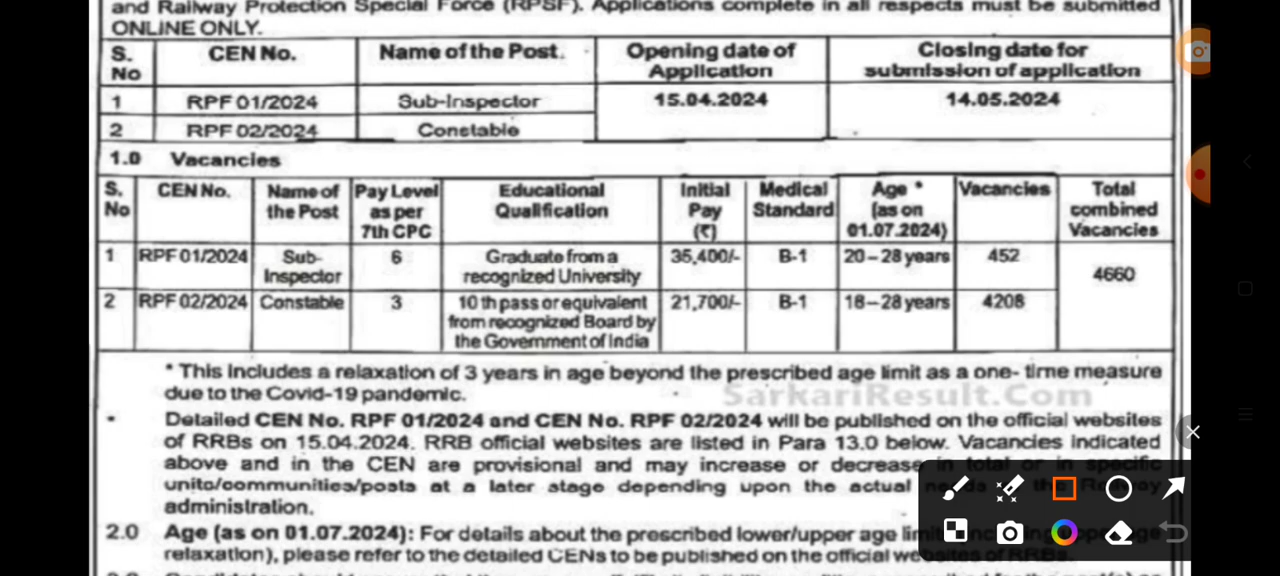 and Railway Protection Special Force (RPSF). Applications complete in all respects must be submitted
ONLINE ONLY.
S. No CEN No. Name of the Post. Opening date of Application Closing date for submission of application
1 RPF 01/2024 Sub-Inspector 15.04.2024 14.05.2024
2 RPF 02/2024 Constable
1.0 Vacancies
S. No CEN No. Name of the Post Pay Level as per 7th CPC Educational Qualification Initial Pay (₹) Medical Standard Age * (as on 01.07.2024) Vacancies Total combined Vacancies
1 RPF 01/2024 Sub-Inspector 6 Graduate from a recognized University 35,400/- B-1 20–28 years 452 4660
2 RPF 02/2024 Constable 3 10 th pass or equivalent from recognized Board by the Government of India 21,700/- B-1 18–28 years 4208
* This includes a relaxation of 3 years in age beyond the prescribed age limit as a one- time measure
due to the Covid-19 pandemic.
SarkariResult.Com
• Detailed CEN No. RPF 01/2024 and CEN No. RPF 02/2024 will be published on the official websites
of RRBs on 15.04.2024. RRB official websites are listed in Para 13.0 below. Vacancies indicated
above and in the CEN are provisional and may increase or decrease in total or in specific
units/communities/posts at a later stage depending upon the actual needs
administration.
2.0 Age (as on 01.07.2024): For details about the prescribed lower/upper age
relaxation), please refer to the detailed CENs to be published on the official websites of RRBs.